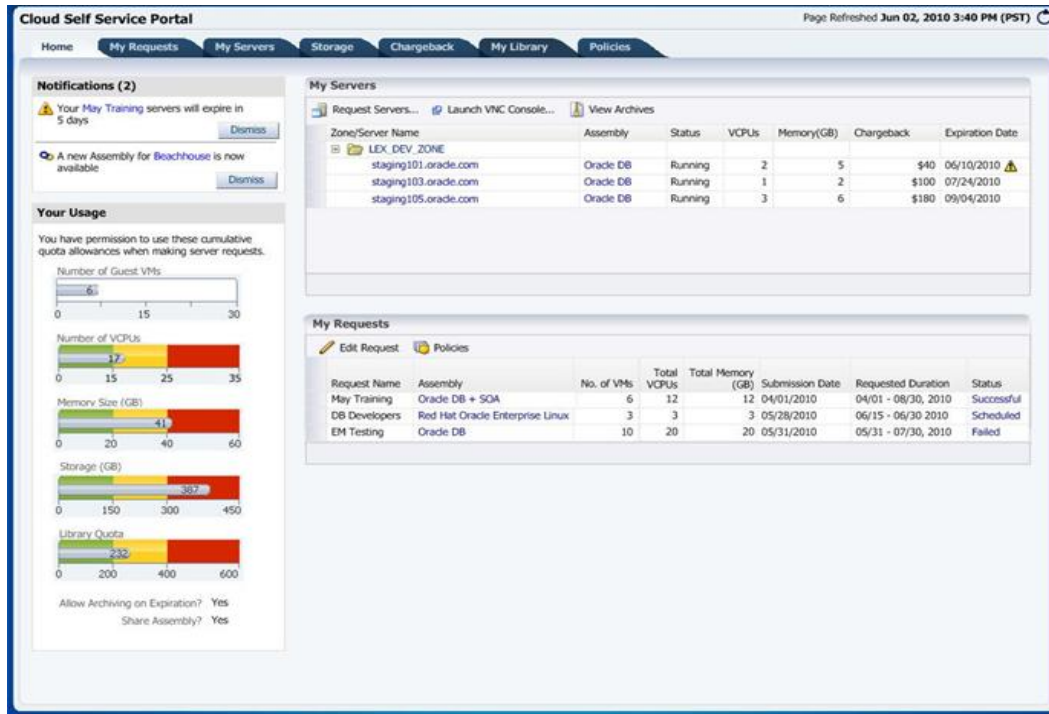 Cloud Self Service Portal
Page Refreshed Jun 02, 2010 3:40 PM (PST)
Home My Requests My Servers Storage Chargeback My Library Policies
Notifications (2)
Your May Training servers will expire in
5 days
Dismiss
A new Assembly for Beachhouse is now
available
Dismiss
Your Usage
You have permission to use these cumulative
quota allowances when making server requests.
Number of Guest VMs
6
0 15 30
Number of VCPUs
17
0 15 25 35
Memory Size (GB)
41
0 20 40 60
Storage (GB)
387
0 150 300 450
Library Quota
232
0 200 400 600
Allow Archiving on Expiration? Yes
Share Assembly? Yes
My Servers
Request Servers... Launch VNC Console... View Archives
Zone/Server Name Assembly Status VCPUs Memory(GB) Chargeback Expiration Date
LEX_DEV_ZONE
staging101.oracle.com Oracle DB Running 2 5 $40 06/10/2010
staging103.oracle.com Oracle DB Running 1 2 $100 07/24/2010
staging105.oracle.com Oracle DB Running 3 6 $180 09/04/2010
My Requests
Edit Request Policies
Total Total Memory
Request Name Assembly No. of VMs VCPUs (GB) Submission Date Requested Duration Status
May Training Oracle DB + SOA 6 12 12 04/01/2010 04/01 - 08/30, 2010 Successful
DB Developers Red Hat Oracle Enterprise Linux 3 3 3 05/28/2010 06/15 - 06/30 2010 Scheduled
EM Testing Oracle DB 10 20 20 05/31/2010 05/31 - 07/30, 2010 Failed